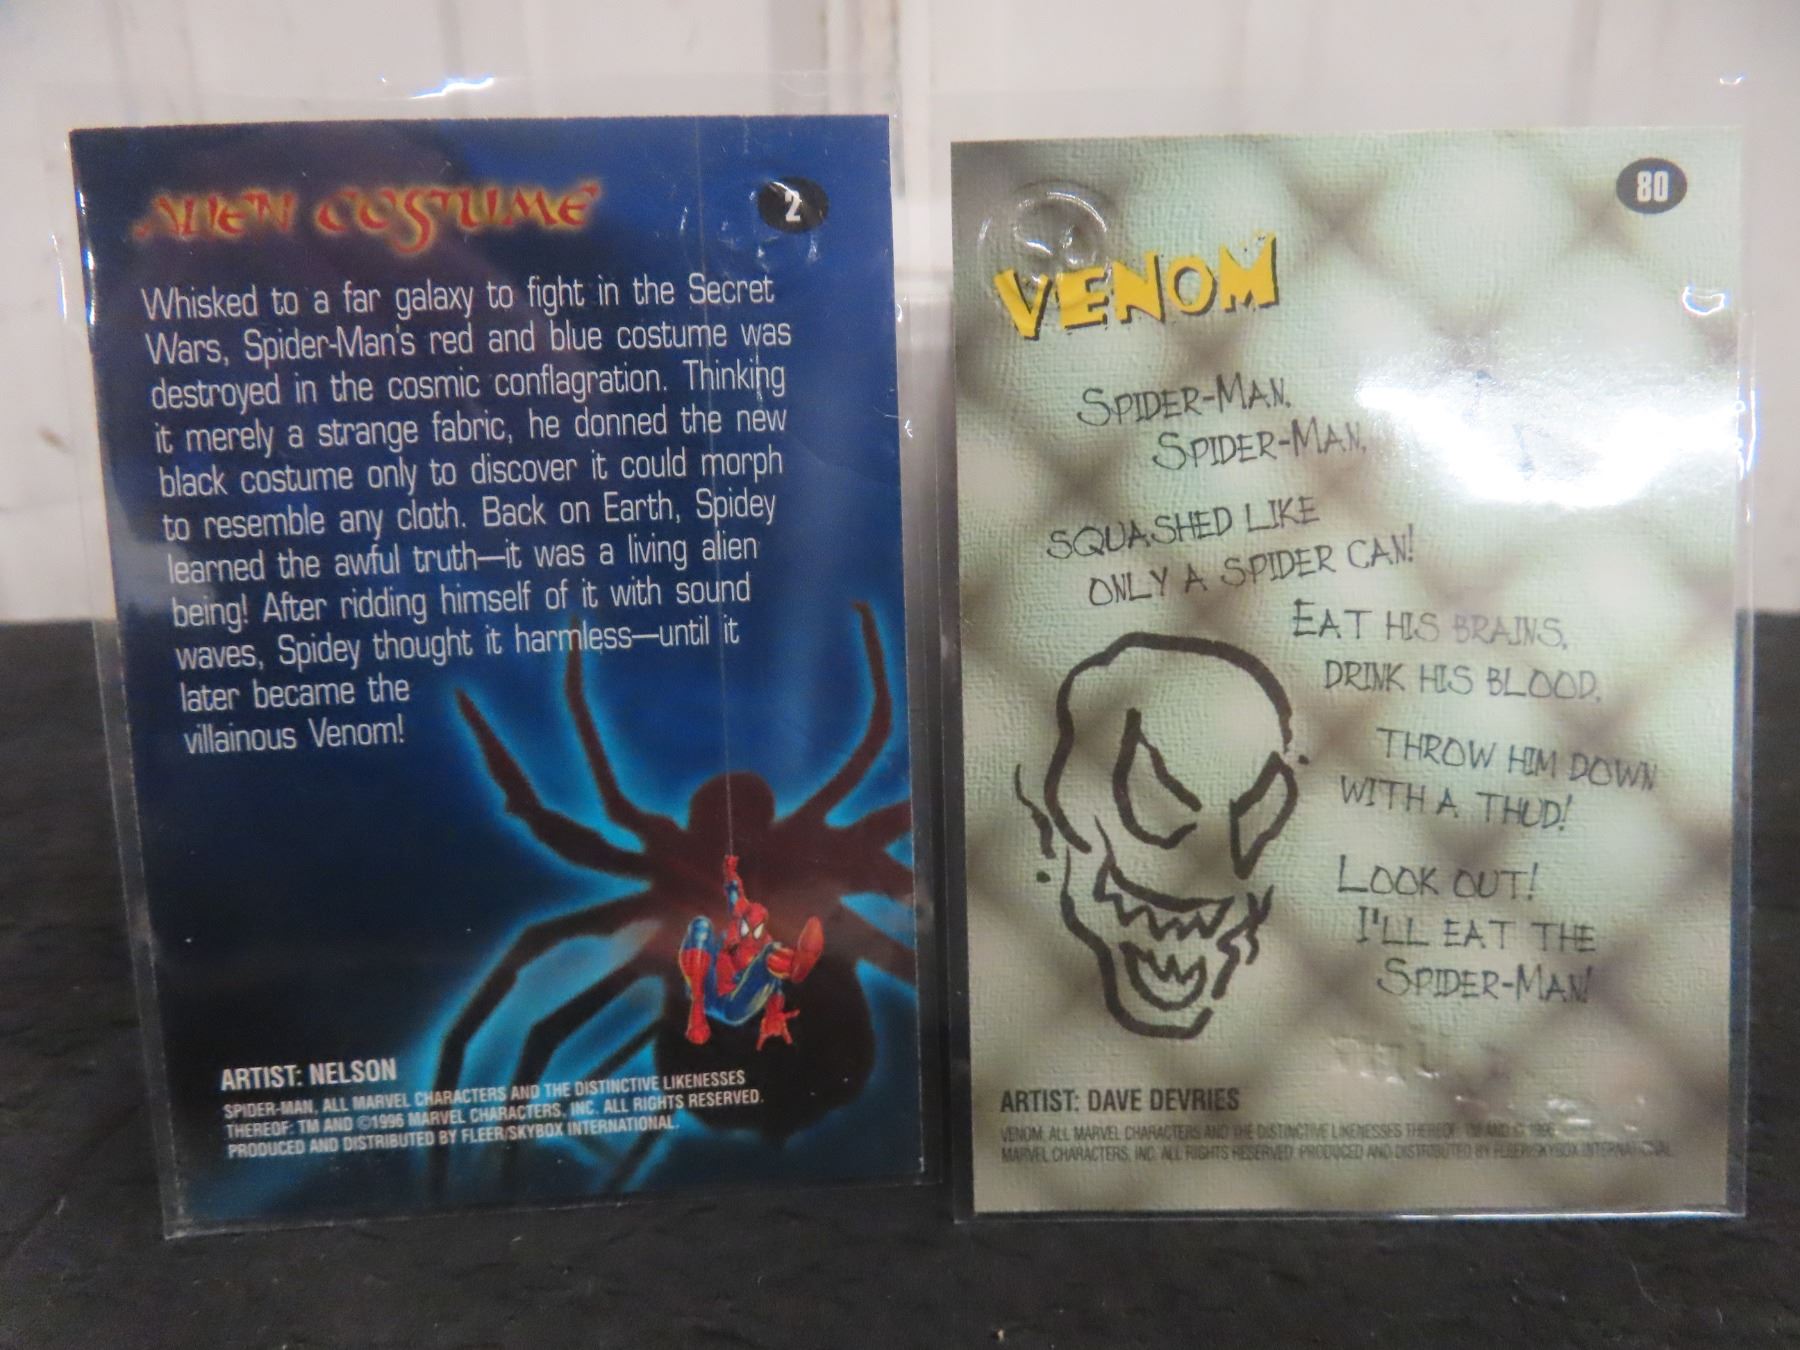 ALIEN COSTUME
2
Whisked to a far galaxy to fight in the Secret
Wars, Spider-Man's red and blue costume was
destroyed in the cosmic conflagration. Thinking
it merely a strange fabric, he donned the new
black costume only to discover it could morph
to resemble any cloth. Back on Earth, Spidey
learned the awful truth—it was a living alien
being! After ridding himself of it with sound
waves, Spidey thought it harmless—until it
later became the
villainous Venom!
ARTIST: NELSON
SPIDER-MAN, ALL MARVEL CHARACTERS AND THE DISTINCTIVE LIKENESSES
THEREOF: TM AND ©1996 MARVEL CHARACTERS, INC. ALL RIGHTS RESERVED.
PRODUCED AND DISTRIBUTED BY FLEER/SKYBOX INTERNATIONAL.
80
VENOM
SPIDER-MAN,
SPIDER-MAN,
SQUASHED LIKE
ONLY A SPIDER CAN!
EAT HIS BRAINS,
DRINK HIS BLOOD,
THROW HIM DOWN
WITH A THUD!
LOOK OUT!
I'LL EAT THE
SPIDER-MAN!
ARTIST: DAVE DEVRIES
VENOM, ALL MARVEL CHARACTERS AND THE DISTINCTIVE LIKENESSES THEREOF: TM AND © 1996
MARVEL CHARACTERS, INC. ALL RIGHTS RESERVED. PRODUCED AND DISTRIBUTED BY FLEER/SKYBOX INTERNATIONAL.